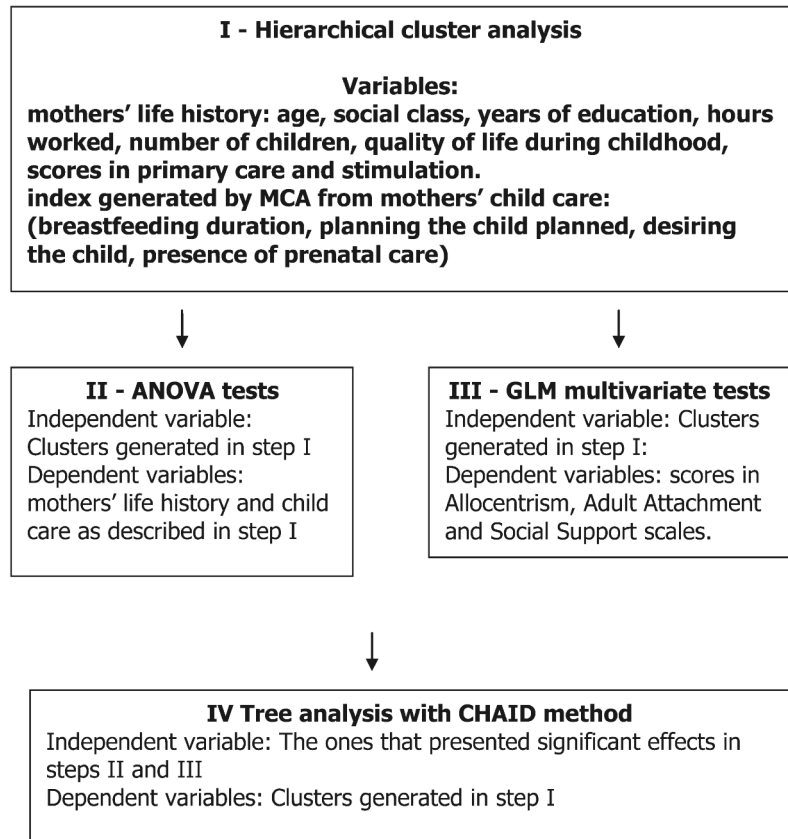 I - Hierarchical cluster analysis
Variables:
mothers' life history: age, social class, years of education, hours
worked, number of children, quality of life during childhood,
scores in primary care and stimulation.
index generated by MCA from mothers' child care:
(breastfeeding duration, planning the child planned, desiring
the child, presence of prenatal care)
II - ANOVA tests
Independent variable:
Clusters generated in step I
Dependent variables:
mothers' life history and child
care as described in step I
III - GLM multivariate tests
Independent variable: Clusters
generated in step I:
Dependent variables: scores in
Allocentrism, Adult Attachment
and Social Support scales.
IV Tree analysis with CHAID method
Independent variable: The ones that presented significant effects in
steps II and III
Dependent variables: Clusters generated in step I